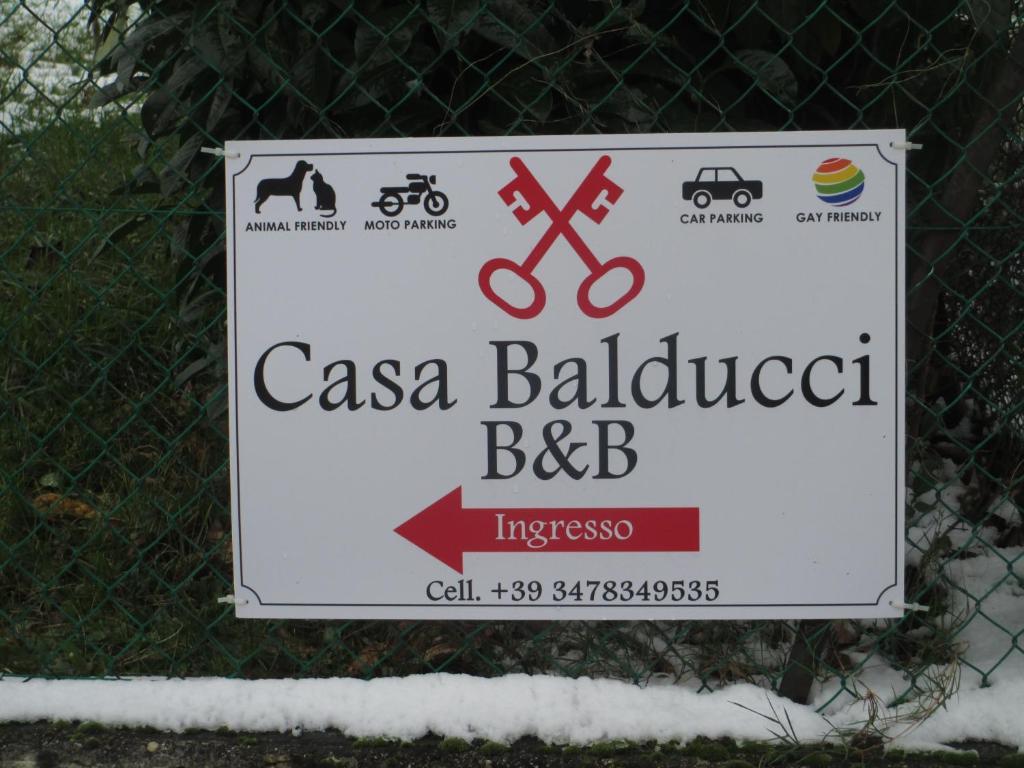 ANIMAL FRIENDLY MOTO PARKING CAR PARKING GAY FRIENDLY
Casa Balducci
B&B
Ingresso
Cell. +39 3478349535